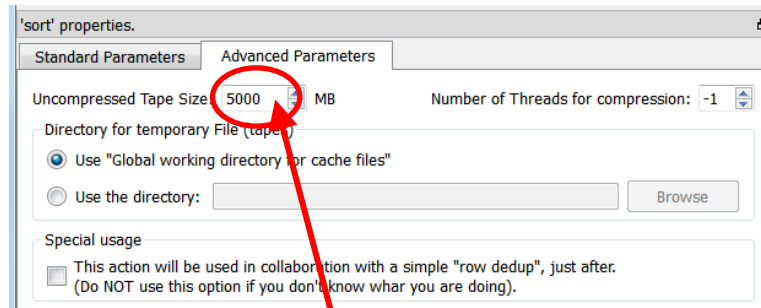 'sort' properties.
Standard Parameters Advanced Parameters
Uncompressed Tape Size: 5000 MB Number of Threads for compression: -1
Directory for temporary File (tapes)
Use "Global working directory for cache files"
Use the directory: Browse
Special usage
This action will be used in collaboration with a simple "row dedup", just after.
(Do NOT use this option if you don't know whar you are doing).